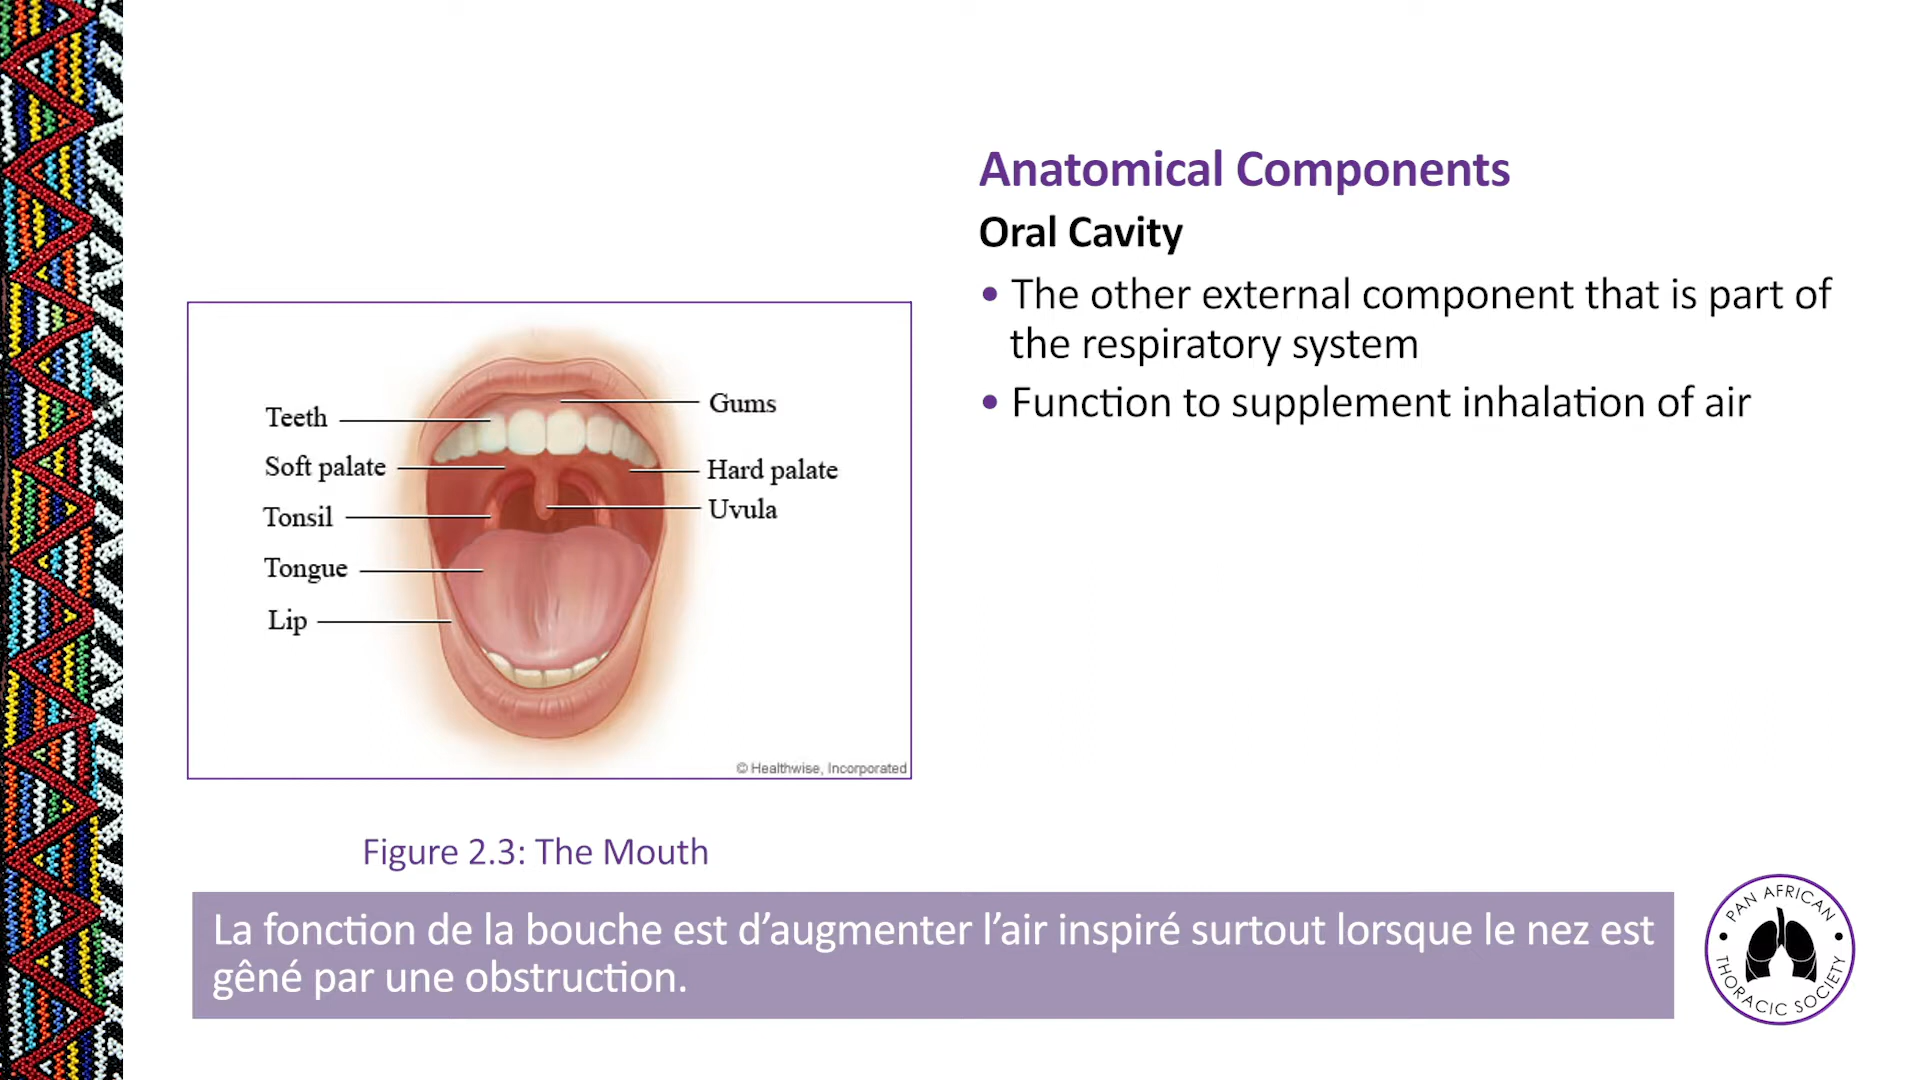 Anatomical Components
Oral Cavity
• The other external component that is part of
the respiratory system
• Function to supplement inhalation of air
Teeth
Soft palate
Tonsil
Tongue
Lip
Gums
Hard palate
Uvula
© Healthwise, Incorporated
Figure 2.3: The Mouth
La fonction de la bouche est d’augmenter l’air inspiré surtout lorsque le nez est
gêné par une obstruction.
PAN AFRICAN
THORACIC SOCIETY